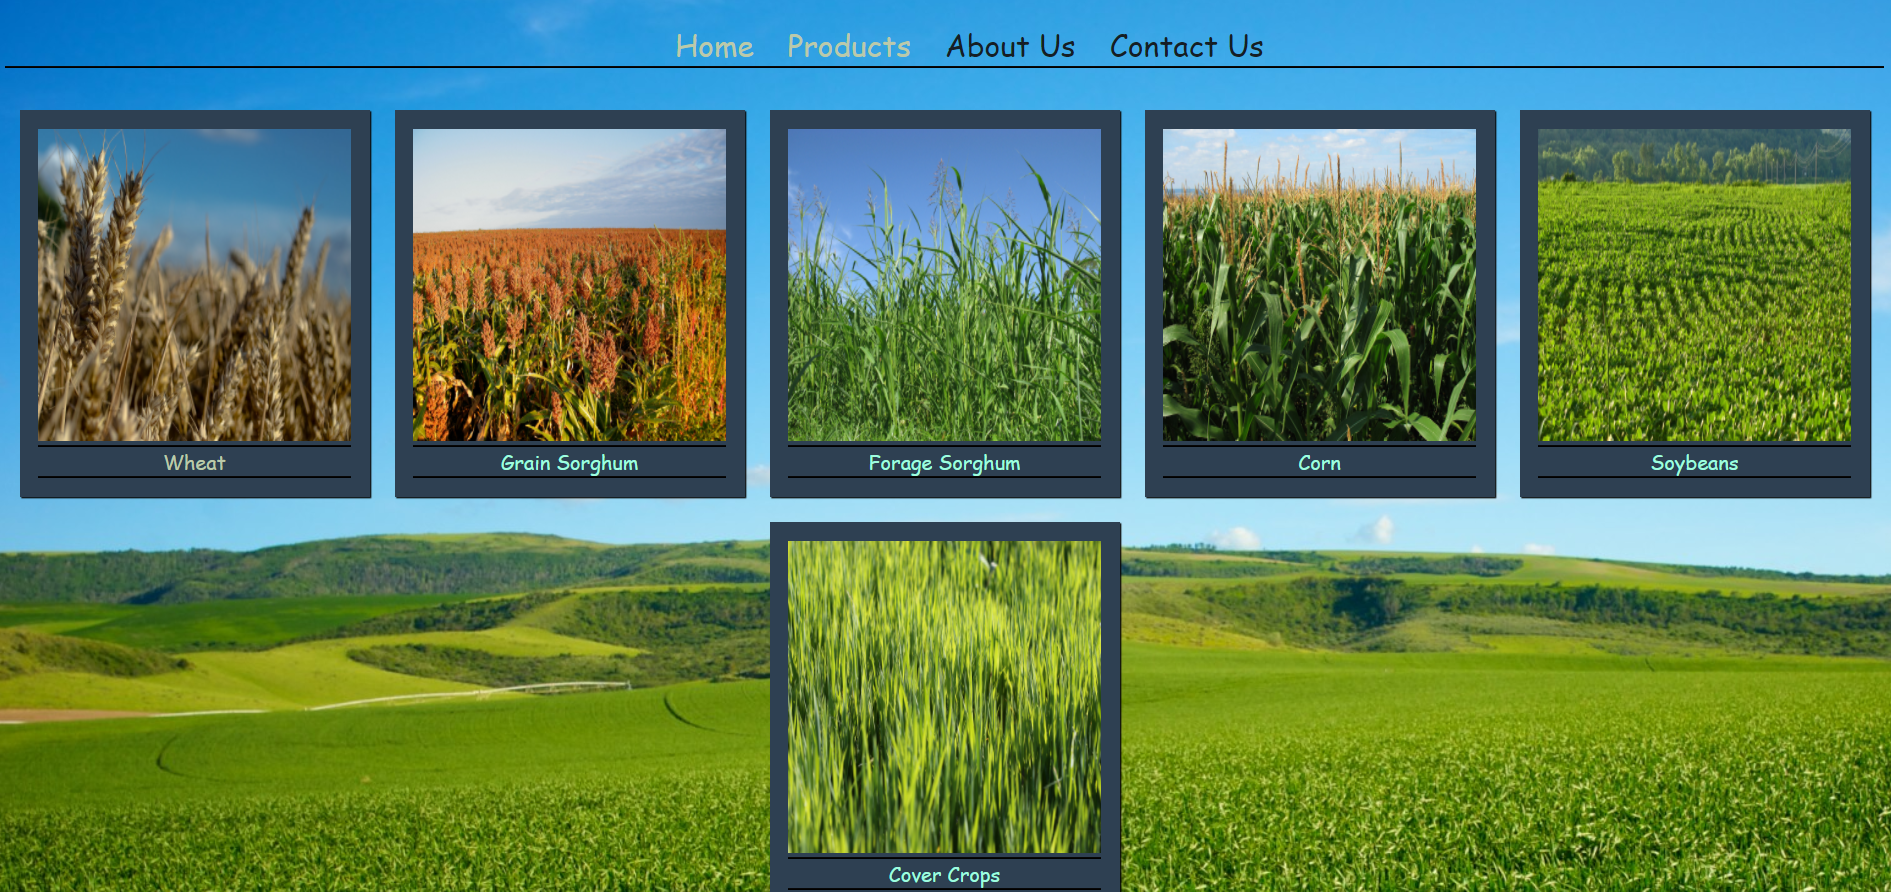 Home Products About Us Contact Us
Wheat
Grain Sorghum
Forage Sorghum
Corn
Soybeans
Cover Crops